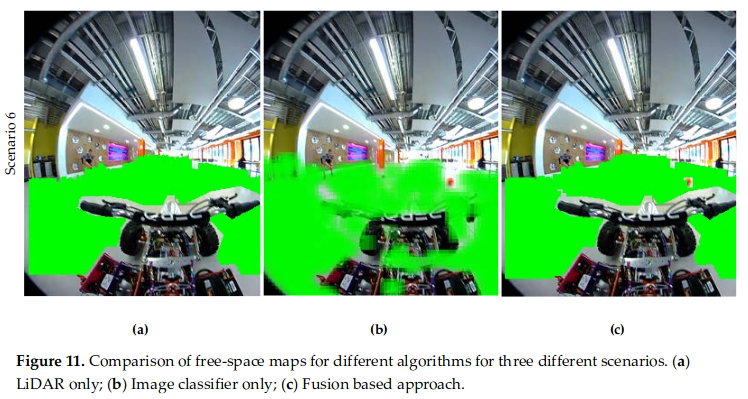 Scenario 6
(a)
(b)
(c)
Figure 11. Comparison of free-space maps for different algorithms for three different scenarios. (a)
LiDAR only; (b) Image classifier only; (c) Fusion based approach.